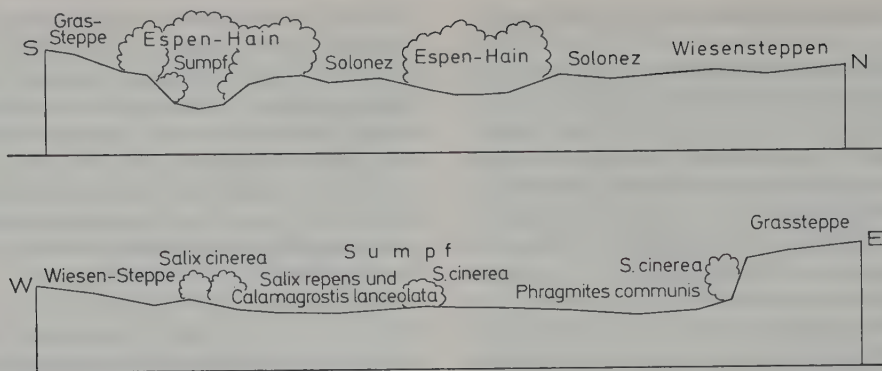 Gras-
Steppe
Espen-Hain
Sumpf
Solonez
Espen-Hain
Solonez
Wiesensteppen
S
N
Grassteppe
E
Sumpf
Salix cinerea
S. cinerea
S. cinerea
W
Wiesen-Steppe
Salix repens und
Calamagrostis lanceolata
Phragmites communis